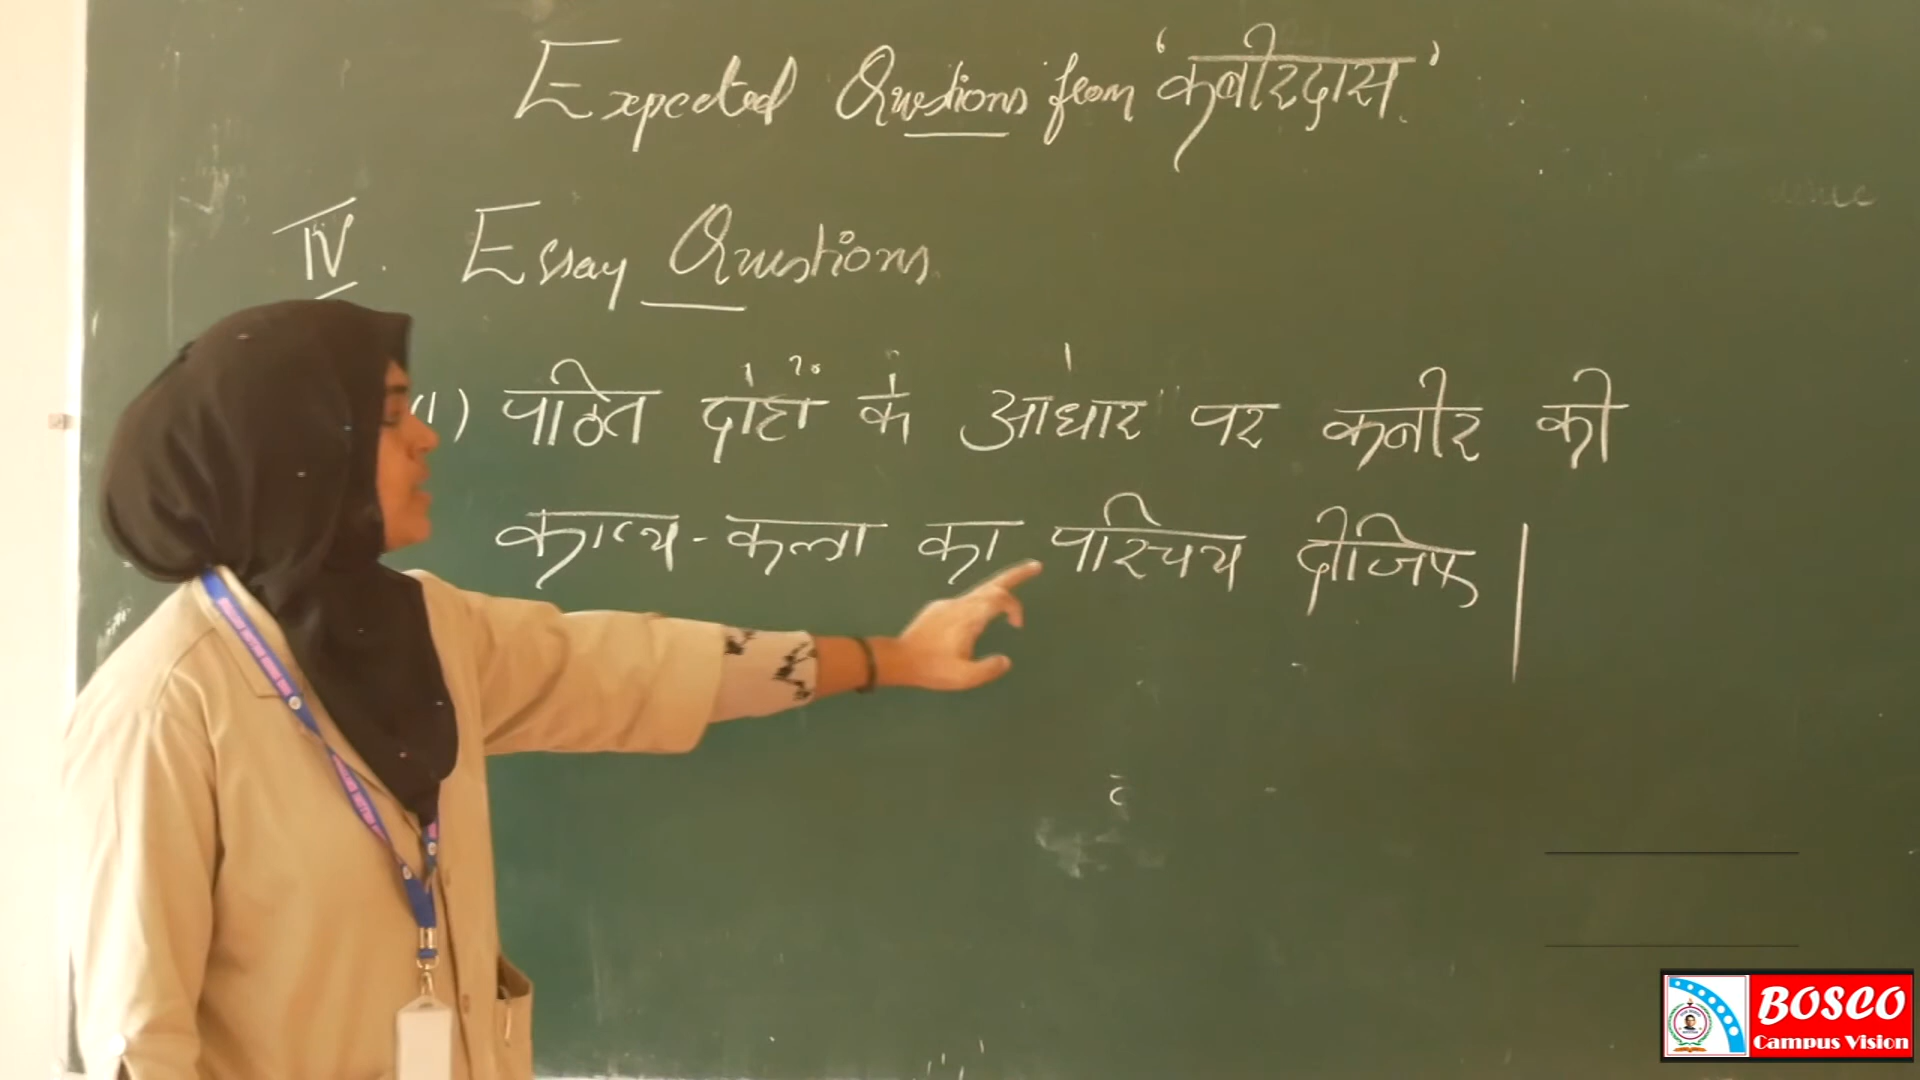 Expected Questions from 'कबीरदास'
IV. Essay Questions
(1) पठित दोहों के आधार पर कबीर की
काव्य-कला का परिचय दीजिए|
BOSCO
Campus Vision